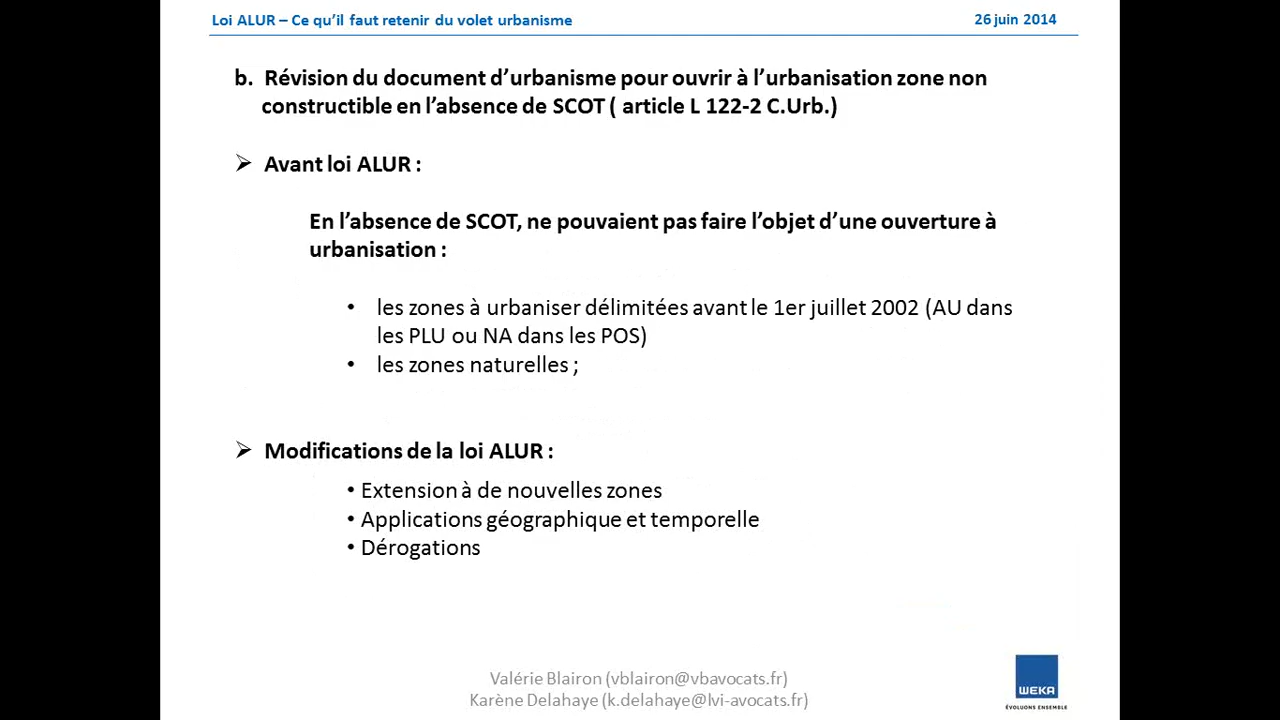 Loi ALUR – Ce qu’il faut retenir du volet urbanisme
26 juin 2014
b. Révision du document d’urbanisme pour ouvrir à l’urbanisation zone non
constructible en l’absence de SCOT ( article L 122-2 C.Urb.)
➢ Avant loi ALUR :
En l’absence de SCOT, ne pouvaient pas faire l’objet d’une ouverture à
urbanisation :
• les zones à urbaniser délimitées avant le 1er juillet 2002 (AU dans
les PLU ou NA dans les POS)
• les zones naturelles ;
➢ Modifications de la loi ALUR :
• Extension à de nouvelles zones
• Applications géographique et temporelle
• Dérogations
Valérie Blairon (vblairon@vbavocats.fr)
Karène Delahaye (k.delahaye@lvi-avocats.fr)
WEKA
ÉVOLUONS ENSEMBLE